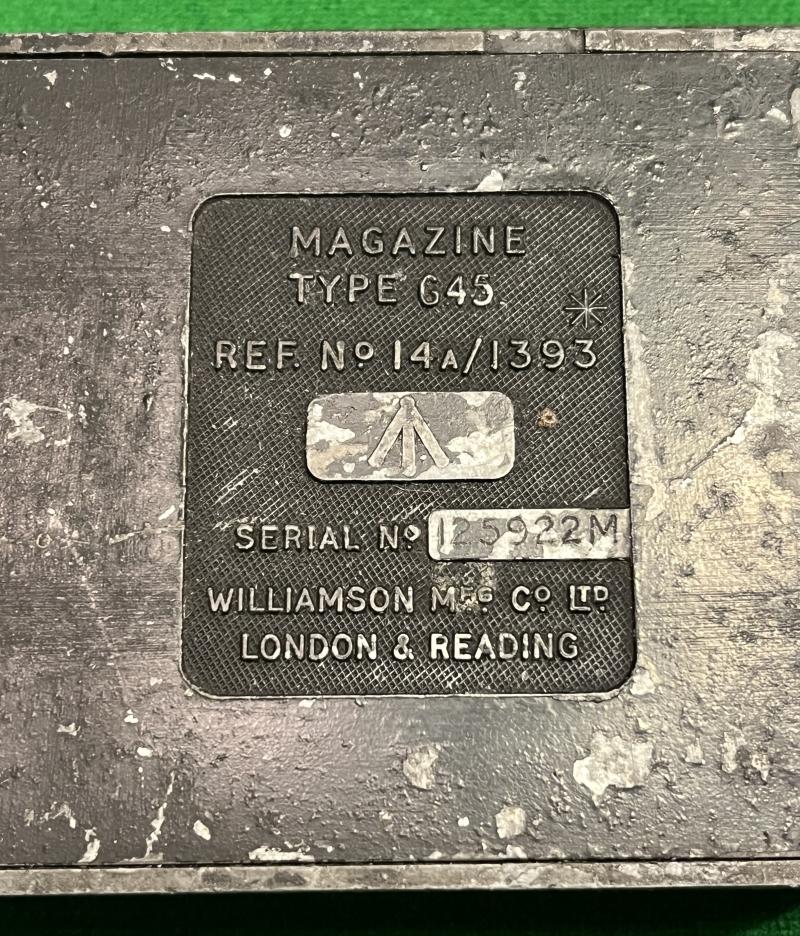 MAGAZINE
TYPE G45.
REF. Nº 14A/1393
SERIAL Nº 125922M
WILLIAMSON MFG. Cº LTD
LONDON & READING